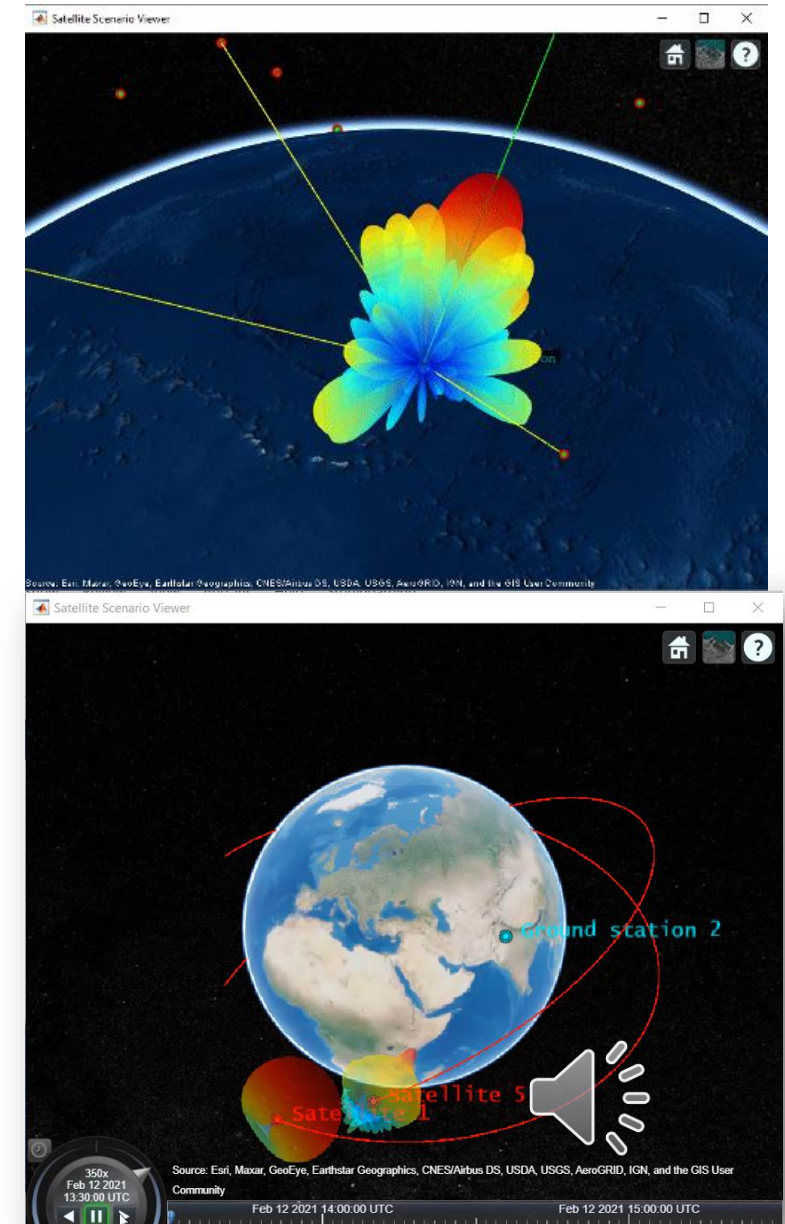 Satellite Scenario Viewer
?
on
Source: Esri, Maxar, GeoEye, Earthstar Geographics, CNES/Airbus DS, USDA, USGS, AeroGRID, IGN, and the GIS User Community
Satellite Scenario Viewer
?
Ground station 2
Satellite 5
Satellite 1
350x
Feb 12 2021
13:30:00 UTC
Source: Esri, Maxar, GeoEye, Earthstar Geographics, CNES/Airbus DS, USDA, USGS, AeroGRID, IGN, and the GIS User
Community
Feb 12 2021 14:00:00 UTC
Feb 12 2021 15:00:00 UTC